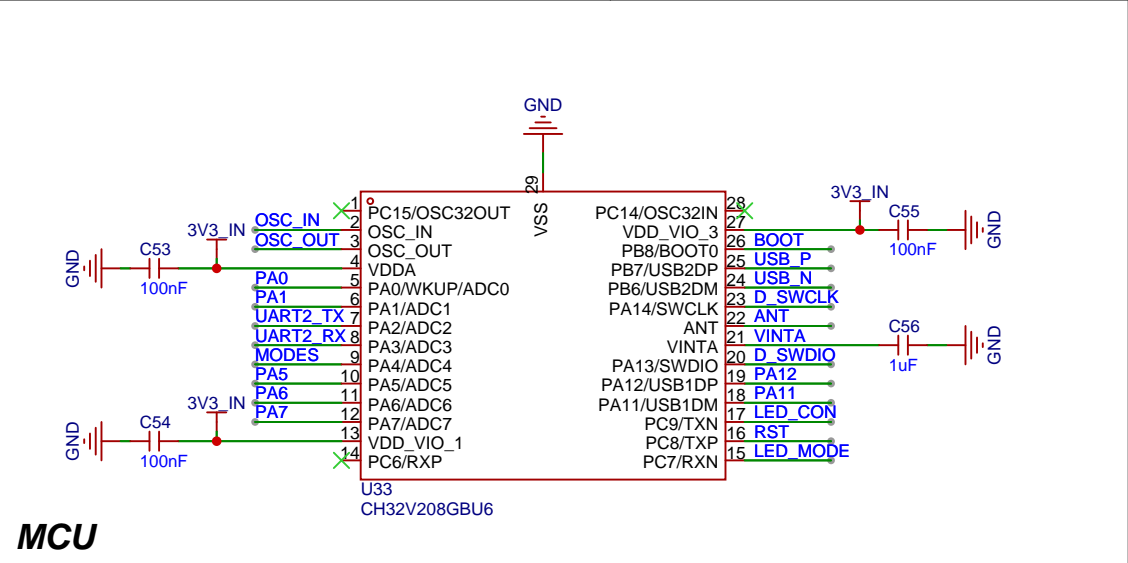 GND
29
VSS
1
PC15/OSC32OUT
OSC_IN
2
OSC_IN
OSC_OUT
3
OSC_OUT
3V3_IN
C53
100nF
GND
4
VDDA
PA0
5
PA0/WKUP/ADC0
PA1
6
PA1/ADC1
UART2_TX
7
PA2/ADC2
UART2_RX
8
PA3/ADC3
MODES
9
PA4/ADC4
PA5
10
PA5/ADC5
PA6
11
PA6/ADC6
3V3_IN
PA7
12
PA7/ADC7
C54
100nF
GND
13
VDD_VIO_1
14
PC6/RXP
PC14/OSC32IN
28
3V3_IN
VDD_VIO_3
27
C55
100nF
GND
PB8/BOOT0
26
BOOT
PB7/USB2DP
25
USB_P
PB6/USB2DM
24
USB_N
PA14/SWCLK
23
D_SWCLK
ANT
22
ANT
VINTA
21
VINTA
C56
1uF
GND
PA13/SWDIO
20
D_SWDIO
PA12/USB1DP
19
PA12
PA11/USB1DM
18
PA11
PC9/TXN
17
LED_CON
PC8/TXP
16
RST
PC7/RXN
15
LED_MODE
U33
CH32V208GBU6
MCU